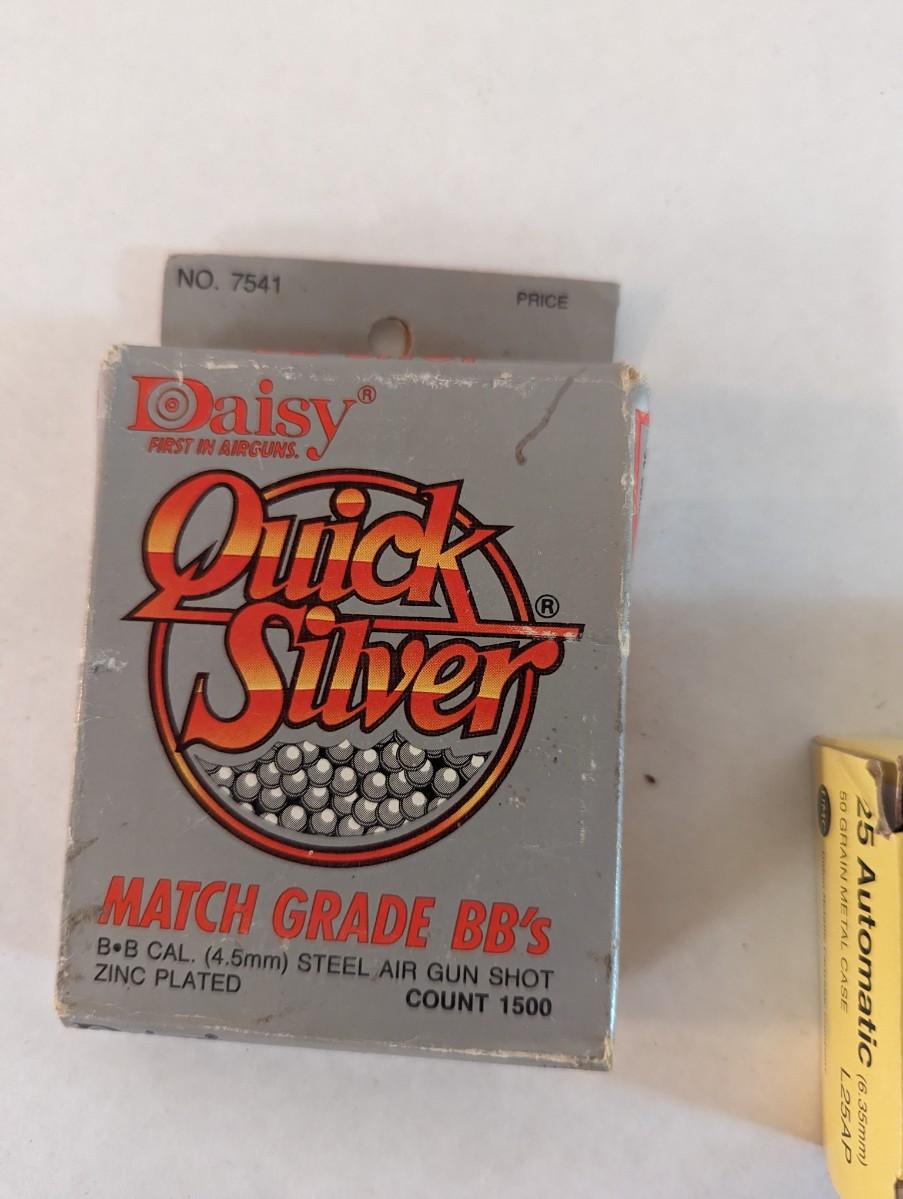 NO. 7541
PRICE
Daisy®
FIRST IN AIRGUNS.
Quick
Silver®
MATCH GRADE BB's
B•B CAL. (4.5mm) STEEL AIR GUN SHOT
ZINC PLATED
COUNT 1500
25 Automatic (6.35mm) L25AP
50 GRAIN METAL CASE